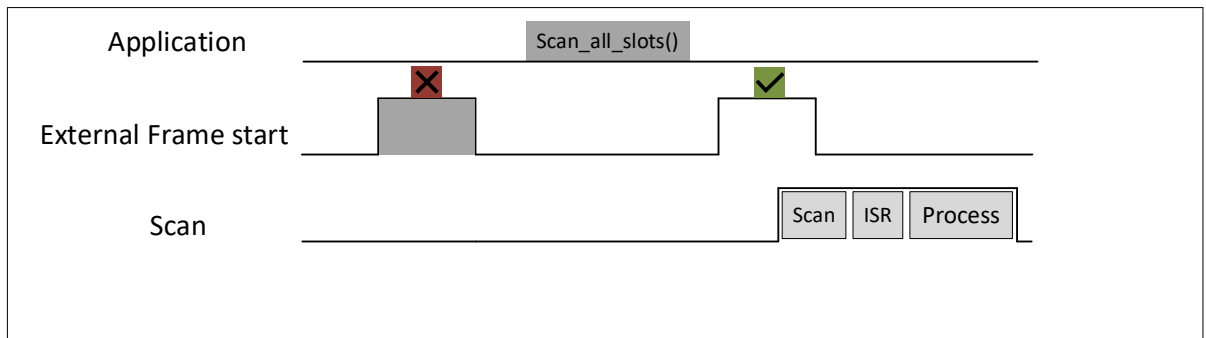 Application
Scan_all_slots()
External Frame start
Scan
Scan
ISR
Process